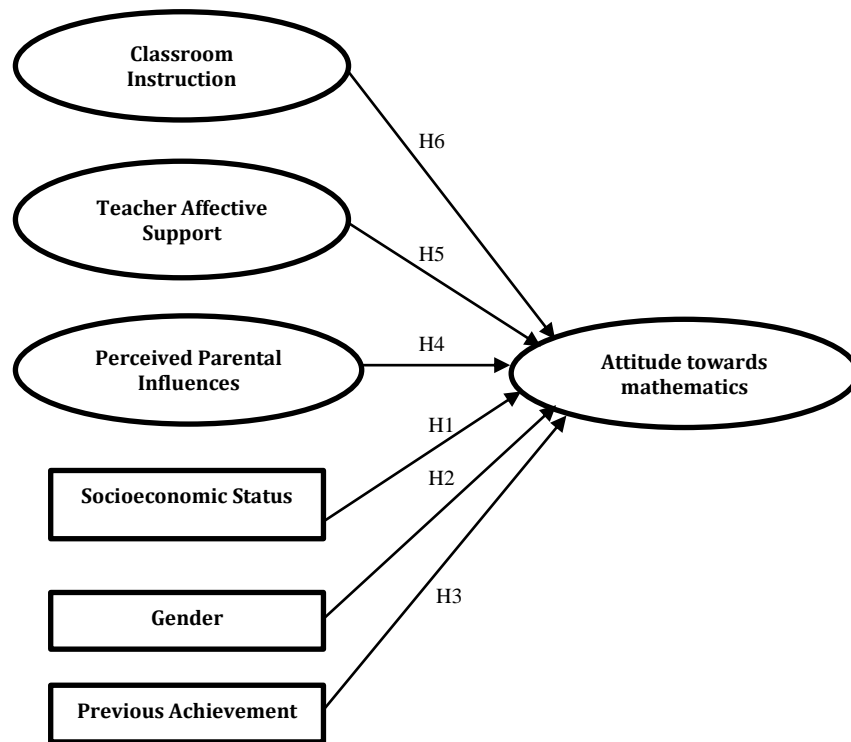 Classroom
Instruction
H6
Teacher Affective
Support
H5
Perceived Parental
Influences
H4
Attitude towards
mathematics
H1
Socioeconomic Status
H2
Gender
H3
Previous Achievement